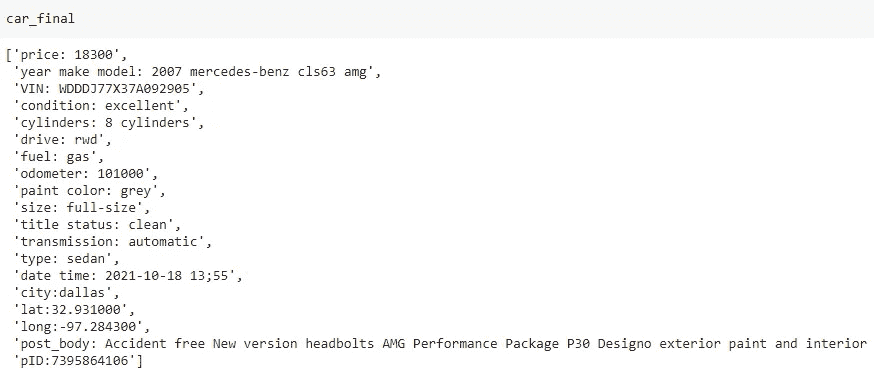 car_final
['price: 18300',
'year make model: 2007 mercedes-benz cls63 amg',
'VIN: WDDDJ77X37A092905',
'condition: excellent',
'cylinders: 8 cylinders',
'drive: rwd',
'fuel: gas',
'odometer: 101000',
'paint color: grey',
'size: full-size',
'title status: clean',
'transmission: automatic',
'type: sedan',
'date time: 2021-10-18 13;55',
'city:dallas',
'lat:32.931000',
'long:-97.284300',
'post_body: Accident free New version headbolts AMG Performance Package P30 Designo exterior paint and interior
'pID:7395864106']